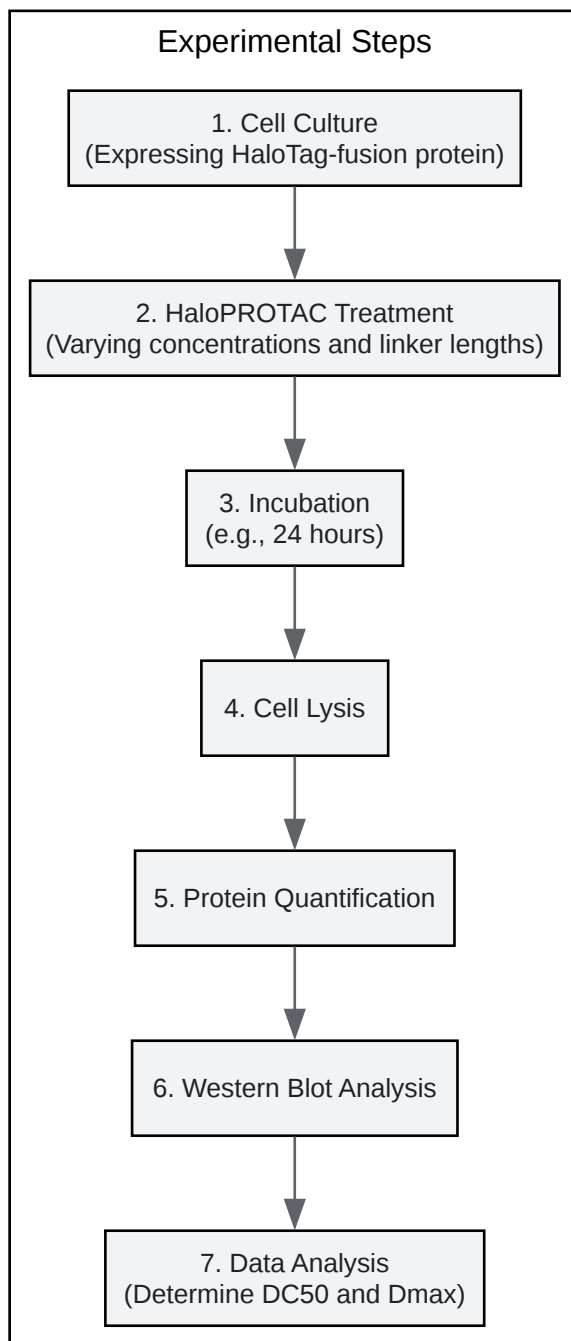 Experimental Steps
1. Cell Culture
(Expressing HaloTag-fusion protein)
2. HaloPROTAC Treatment
(Varying concentrations and linker lengths)
3. Incubation
(e.g., 24 hours)
4. Cell Lysis
5. Protein Quantification
6. Western Blot Analysis
7. Data Analysis
(Determine DC50 and Dmax)